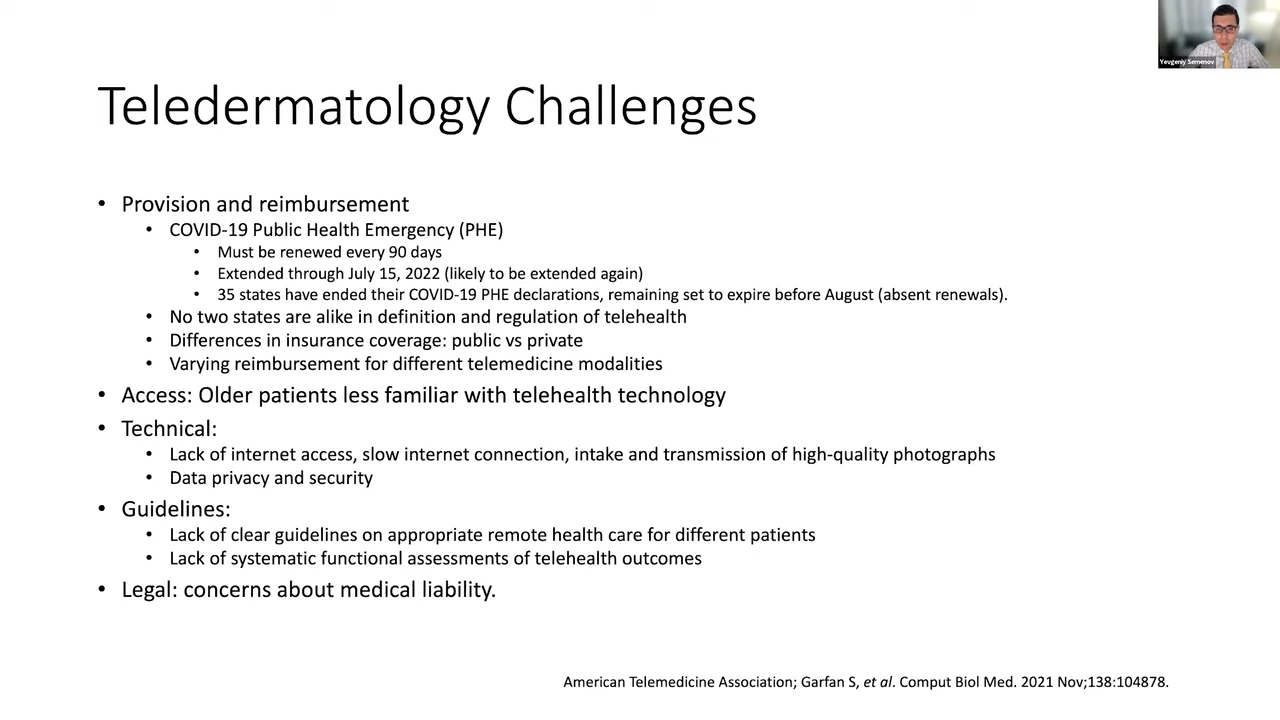 Yevgeniy Semenov
Teledermatology Challenges
• Provision and reimbursement
• COVID-19 Public Health Emergency (PHE)
• Must be renewed every 90 days
• Extended through July 15, 2022 (likely to be extended again)
• 35 states have ended their COVID-19 PHE declarations, remaining set to expire before August (absent renewals).
• No two states are alike in definition and regulation of telehealth
• Differences in insurance coverage: public vs private
• Varying reimbursement for different telemedicine modalities
• Access: Older patients less familiar with telehealth technology
• Technical:
• Lack of internet access, slow internet connection, intake and transmission of high-quality photographs
• Data privacy and security
• Guidelines:
• Lack of clear guidelines on appropriate remote health care for different patients
• Lack of systematic functional assessments of telehealth outcomes
• Legal: concerns about medical liability.
American Telemedicine Association; Garfan S, et al. Comput Biol Med. 2021 Nov;138:104878.